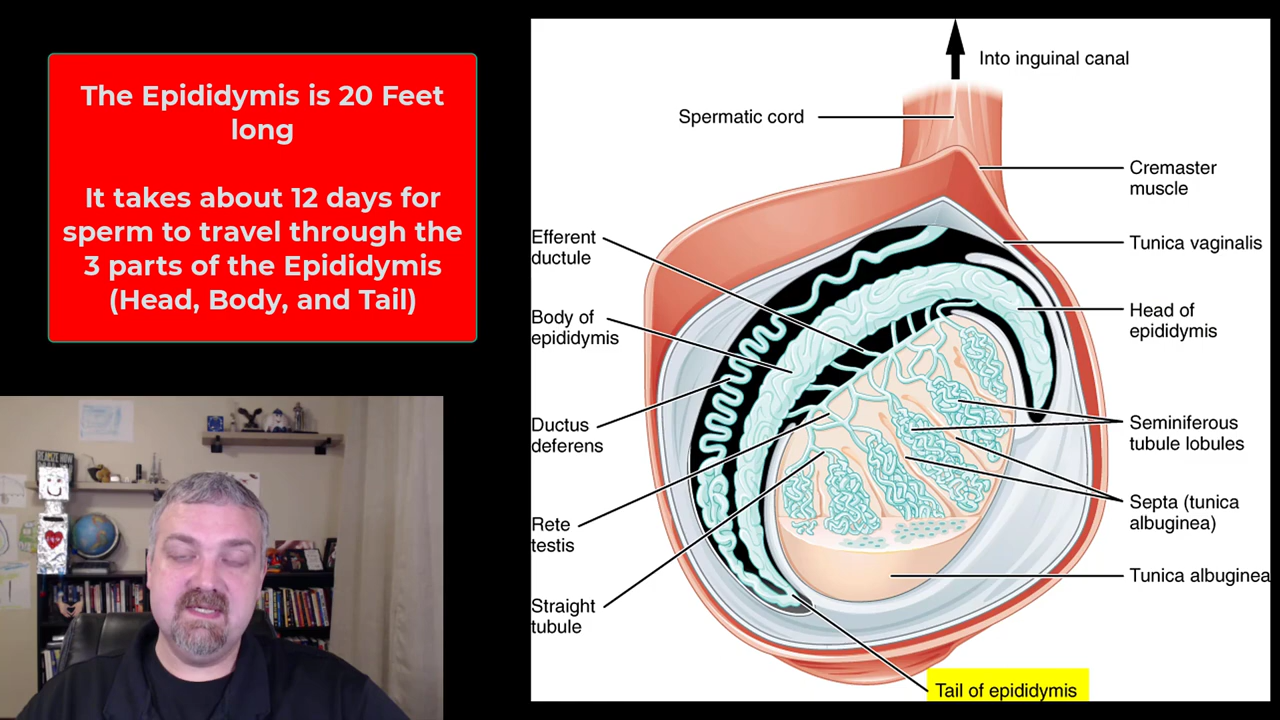 The Epididymis is 20 Feet
long
It takes about 12 days for
sperm to travel through the
3 parts of the Epididymis
(Head, Body, and Tail)
Into inguinal canal
Spermatic cord
Cremaster
muscle
Efferent
ductule
Tunica vaginalis
Body of
epididymis
Head of
epididymis
Ductus
deferens
Seminiferous
tubule lobules
Septa (tunica
albuginea)
Rete
testis
Tunica albuginea
Straight
tubule
Tail of epididymis